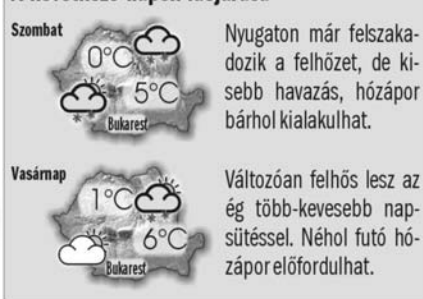 Szombat
0°C
5°C
Bukarest
Nyugaton már felszaka-
dozik a felhőzet, de ki-
sebb havazás, hózápor
bárhol kialakulhat.
Vasárnap
1°C
6°C
Bukarest
Változóan felhős lesz az
ég több-kevesebb nap-
sütéssel. Néhol futó hó-
zápor előfordulhat.